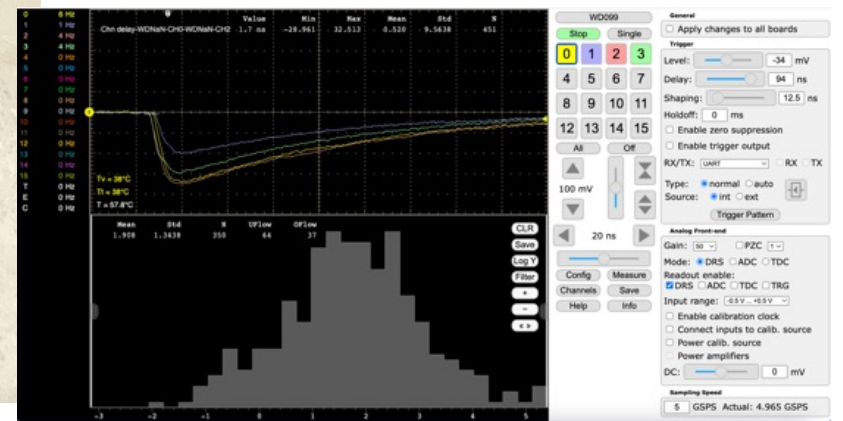 0 6 Hz
1 1 Hz
2 4 Hz
3 4 Hz
4 0 Hz
5 0 Hz
6 0 Hz
7 0 Hz
8 0 Hz
9 0 Hz
10 0 Hz
11 0 Hz
12 0 Hz
13 0 Hz
14 0 Hz
15 0 Hz
T 0 Hz
E 0 Hz
C 0 Hz
Value Min Max Mean Std N
Chn delay-WDNaN-CH0-WDNaN-CH2 1.7 ns -28.961 32.513 0.520 9.5638 451
Tv = 38°C
Tt = 38°C
T = 57.8°C
Mean Std N UFlow OFlow
1.908 1.3438 350 64 37
CLR
Save
Log Y
Filter
+
-
< >
-3 -2 -1 0 1 2 3 4 5
WD099
Stop Single
0 1 2 3
4 5 6 7
8 9 10 11
12 13 14 15
All Off
100 mV
20 ns
Config Measure
Channels Save
Help Info
General
Apply changes to all boards
Trigger
Level: -34 mV
Delay: 94 ns
Shaping: 12.5 ns
Holdoff: 0 ms
Enable zero suppression
Enable trigger output
RX/TX: UART RX TX
Type: normal auto
Source: int ext
Trigger Pattern
Analog Front-end
Gain: 50 PZC 1
Mode: DRS ADC TDC
Readout enable:
DRS ADC TDC TRG
Input range: -0.5 V ... +0.5 V
Enable calibration clock
Connect inputs to calib. source
Power calib. source
Power amplifiers
DC: 0 mV
Sampling Speed
5 GSPS Actual: 4.965 GSPS